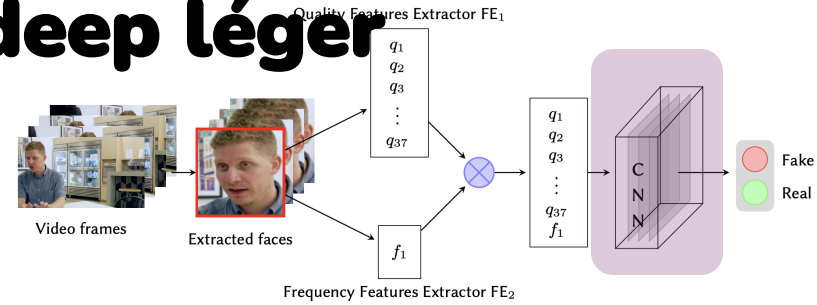 deep léger
Quality Features Extractor FE₁
q₁
q₂
q₃
⋮
q₃₇
Video frames
Extracted faces
f₁
Frequency Features Extractor FE₂
q₁
q₂
q₃
⋮
q₃₇
f₁
C
N
N
Fake
Real